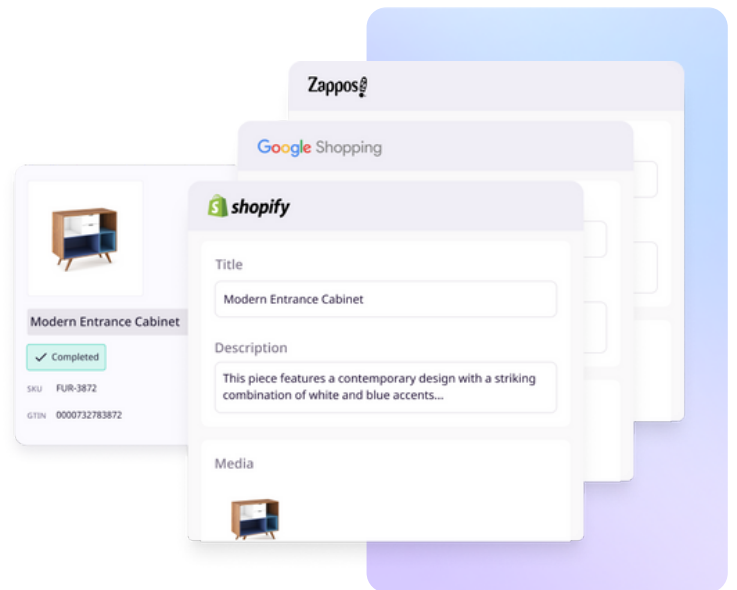 Zappos
Google Shopping
shopify
Title
Modern Entrance Cabinet
Description
This piece features a contemporary design with a striking
combination of white and blue accents...
Media
Modern Entrance Cabinet
Completed
SKU FUR-3872
GTIN 0000732783872